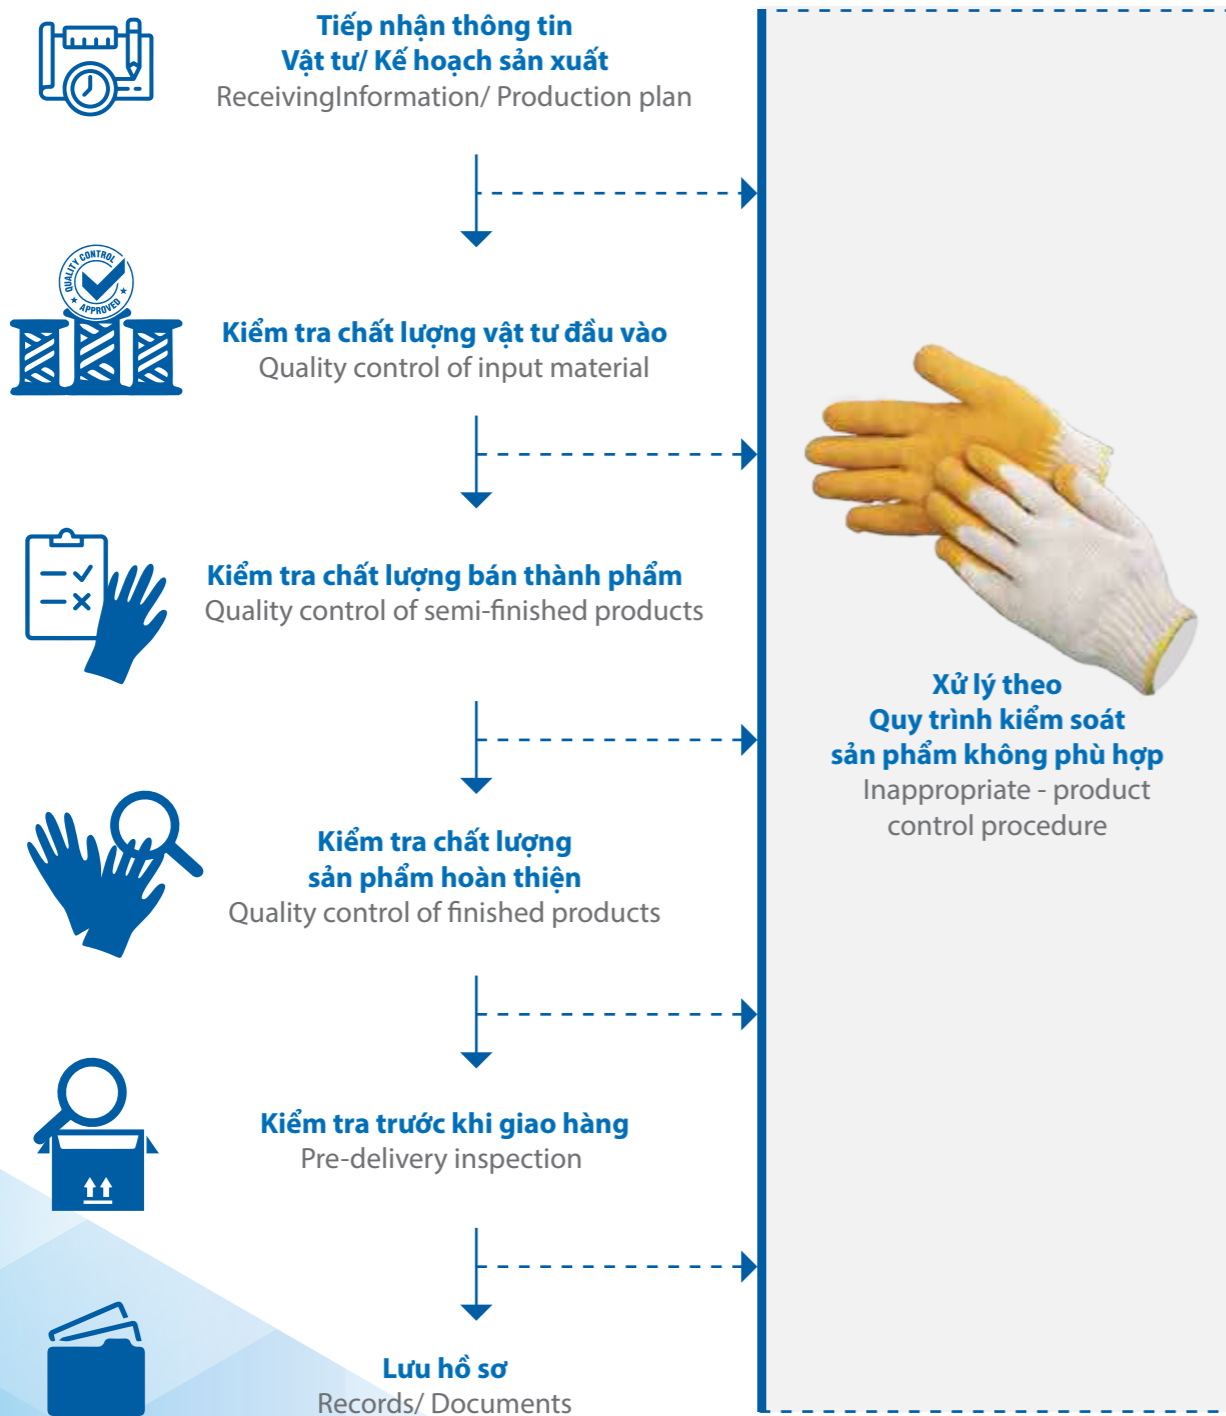 Tiếp nhận thông tin
Vật tư/ Kế hoạch sản xuất
ReceivingInformation/ Production plan
QUALITY CONTROL
APPROVED
Kiểm tra chất lượng vật tư đầu vào
Quality control of input material
Kiểm tra chất lượng bán thành phẩm
Quality control of semi-finished products
Kiểm tra chất lượng
sản phẩm hoàn thiện
Quality control of finished products
Kiểm tra trước khi giao hàng
Pre-delivery inspection
Lưu hồ sơ
Records/ Documents
Xử lý theo
Quy trình kiểm soát
sản phẩm không phù hợp
Inappropriate - product
control procedure